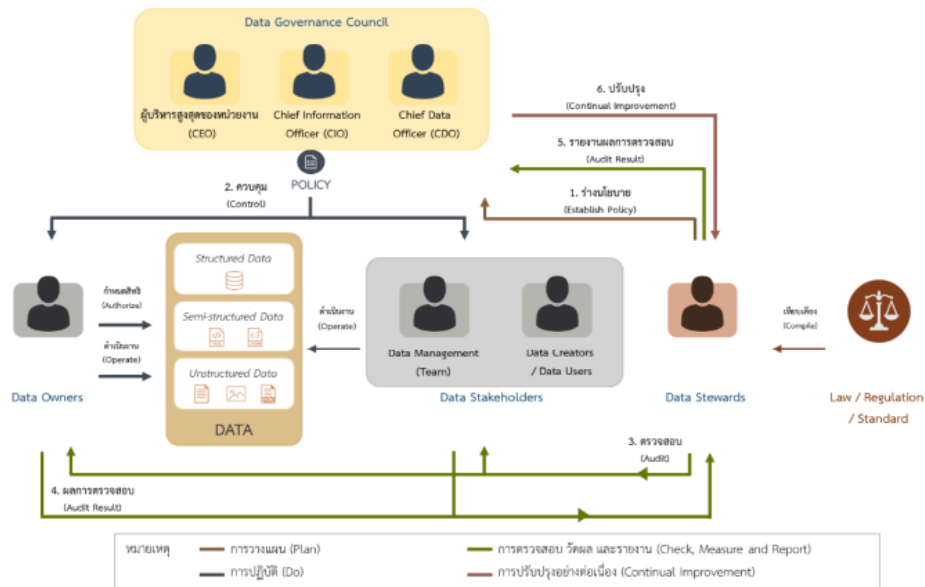 Data Governance Council
ผู้บริหารสูงสุดของหน่วยงาน
(CEO)
Chief Information
Officer (CIO)
Chief Data
Officer (CDO)
6. ปรับปรุง
(Continual Improvement)
5. รายงานผลการตรวจสอบ
(Audit Result)
POLICY
2. ควบคุม
(Control)
1. ร่างนโยบาย
(Establish Policy)
Structured Data
Semi-structured Data
Unstructured Data
DATA
กำหนดสิทธิ
(Authorize)
ดำเนินงาน
(Operate)
Data Owners
ดำเนินงาน
(Operate)
Data Management
(Team)
Data Creators
/ Data Users
Data Stakeholders
Data Stewards
เทียบเคียง
(Compile)
Law / Regulation
/ Standard
3. ตรวจสอบ
(Audit)
4. ผลการตรวจสอบ
(Audit Result)
หมายเหตุ
การวางแผน (Plan)
การตรวจสอบ วัดผล และรายงาน (Check, Measure and Report)
การปฏิบัติ (Do)
การปรับปรุงอย่างต่อเนื่อง (Continual Improvement)